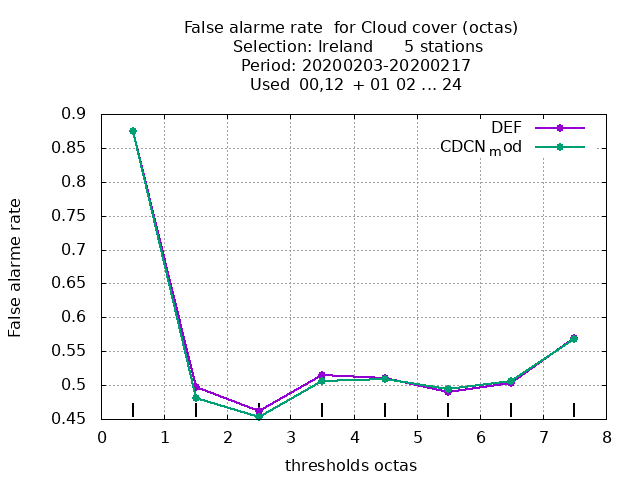 False alarme rate for Cloud cover (octas)
Selection: Ireland 5 stations
Period: 20200203-20200217
Used 00,12 + 01 02 ... 24
0.9
0.85
0.8
0.75
0.7
0.65
0.6
0.55
0.5
0.45
False alarme rate
DEF
CDCNmod
0 1 2 3 4 5 6 7 8
thresholds octas